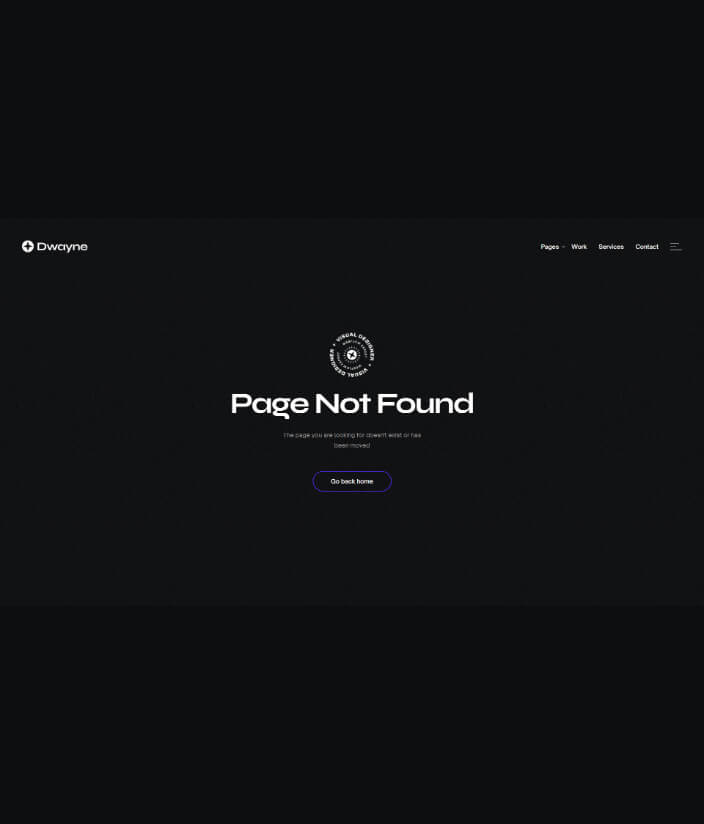 Dwayne
Pages
Work
Services
Contact
VISUAL DESIGNER • VISUAL DESIGNER •
Page Not Found
The page you are looking for doesn't exist or has
been moved
Go back home